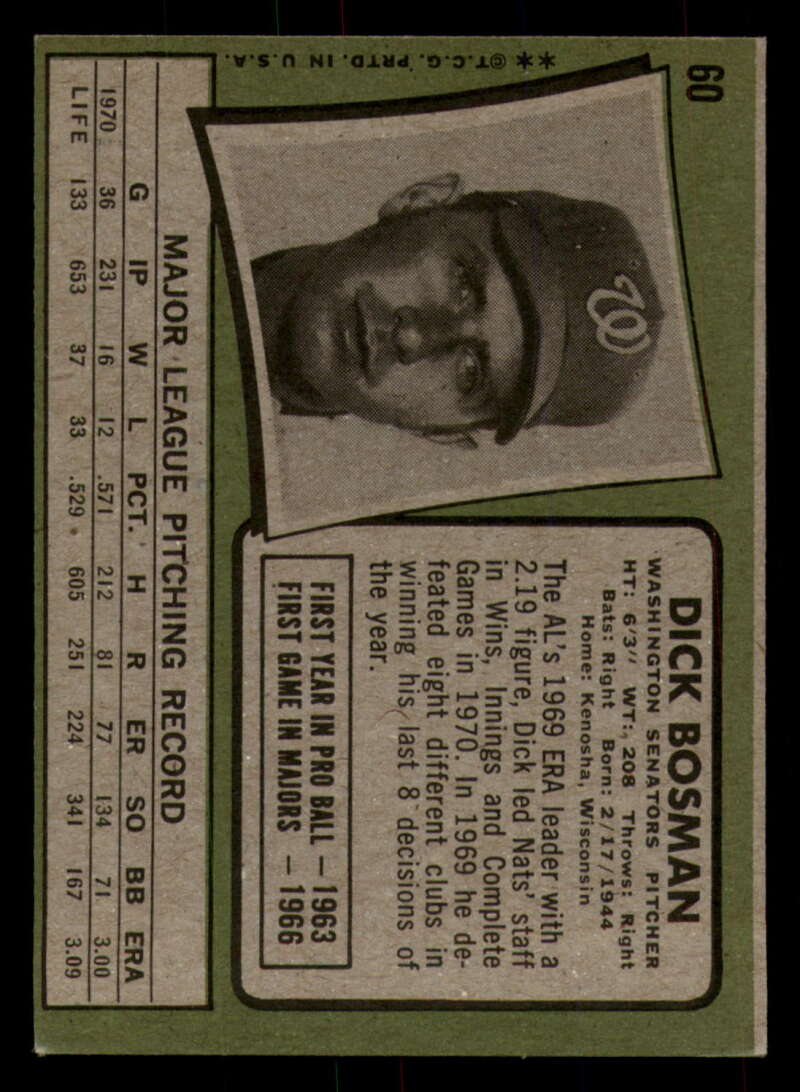 60
**©T.C.G. PRTD. IN U.S.A.
W
DICK BOSMAN
WASHINGTON SENATORS PITCHER
HT: 6'3" WT: 208 Throws: Right
Bats: Right Born: 2/17/1944
Home: Kenosha, Wisconsin
The AL's 1969 ERA leader with a
2.19 figure, Dick led Nats' staff
in Wins, Innings and Complete
Games in 1970. In 1969 he de-
feated eight different clubs in
winning his last 8 decisions of
the year.
FIRST YEAR IN PRO BALL — 1963
FIRST GAME IN MAJORS — 1966
MAJOR LEAGUE PITCHING RECORD
G IP W L PCT. H R ER SO BB ERA
1970 36 231 16 12 .571 212 81 77 134 71 3.00
LIFE 133 653 37 33 .529 605 251 224 341 167 3.09